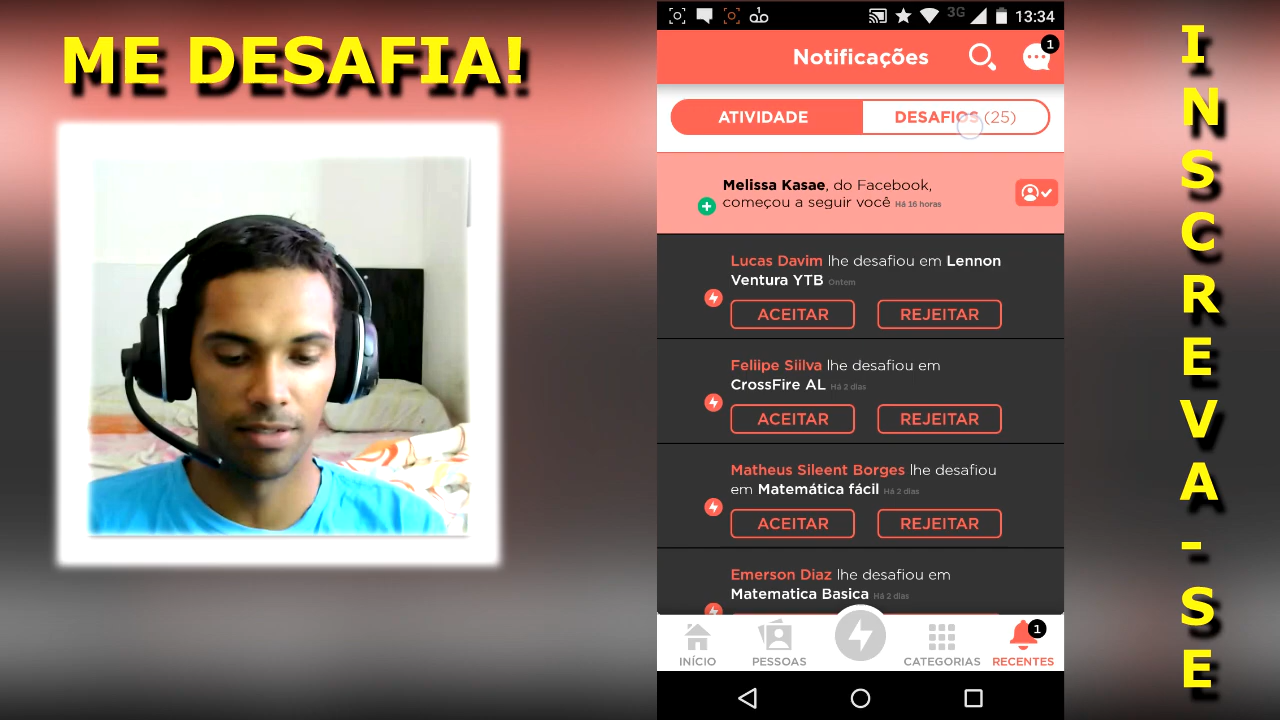 ME DESAFIA!
1
3G
13:34
Notificações
1
ATIVIDADE
DESAFIOS (25)
Melissa Kasae, do Facebook,
começou a seguir você Há 16 horas
Lucas Davim lhe desafiou em Lennon
Ventura YTB Ontem
ACEITAR REJEITAR
Feliipe Siilva lhe desafiou em
CrossFire AL Há 2 dias
ACEITAR REJEITAR
Matheus Sileent Borges lhe desafiou
em Matemática fácil Há 2 dias
ACEITAR REJEITAR
Emerson Diaz lhe desafiou em
Matematica Basica Há 2 dias
1
INÍCIO PESSOAS CATEGORIAS RECENTES
I
N
S
C
R
E
V
A
-
S
E